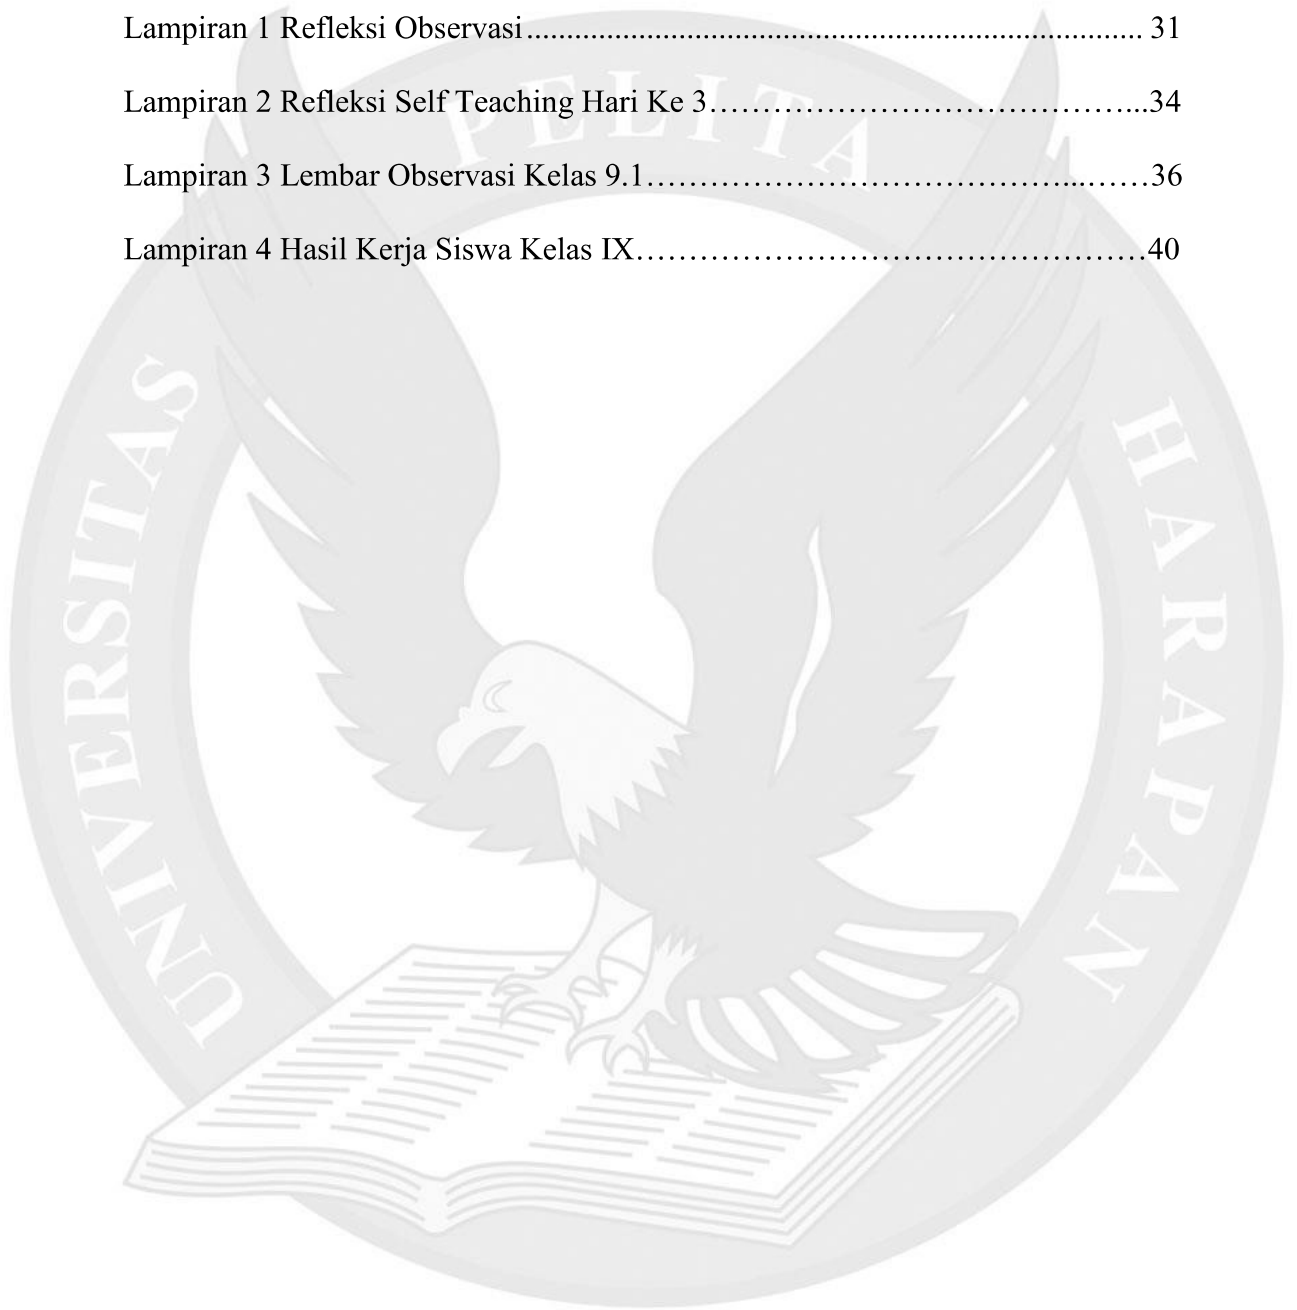 Lampiran 1 Refleksi Observasi............................................................................. 31
Lampiran 2 Refleksi Self Teaching Hari Ke 3…………………………………...34
Lampiran 3 Lembar Observasi Kelas 9.1…………………………………...……36
Lampiran 4 Hasil Kerja Siswa Kelas IX…………………………………………40
UNIVERSITAS PELITA HARAPAN